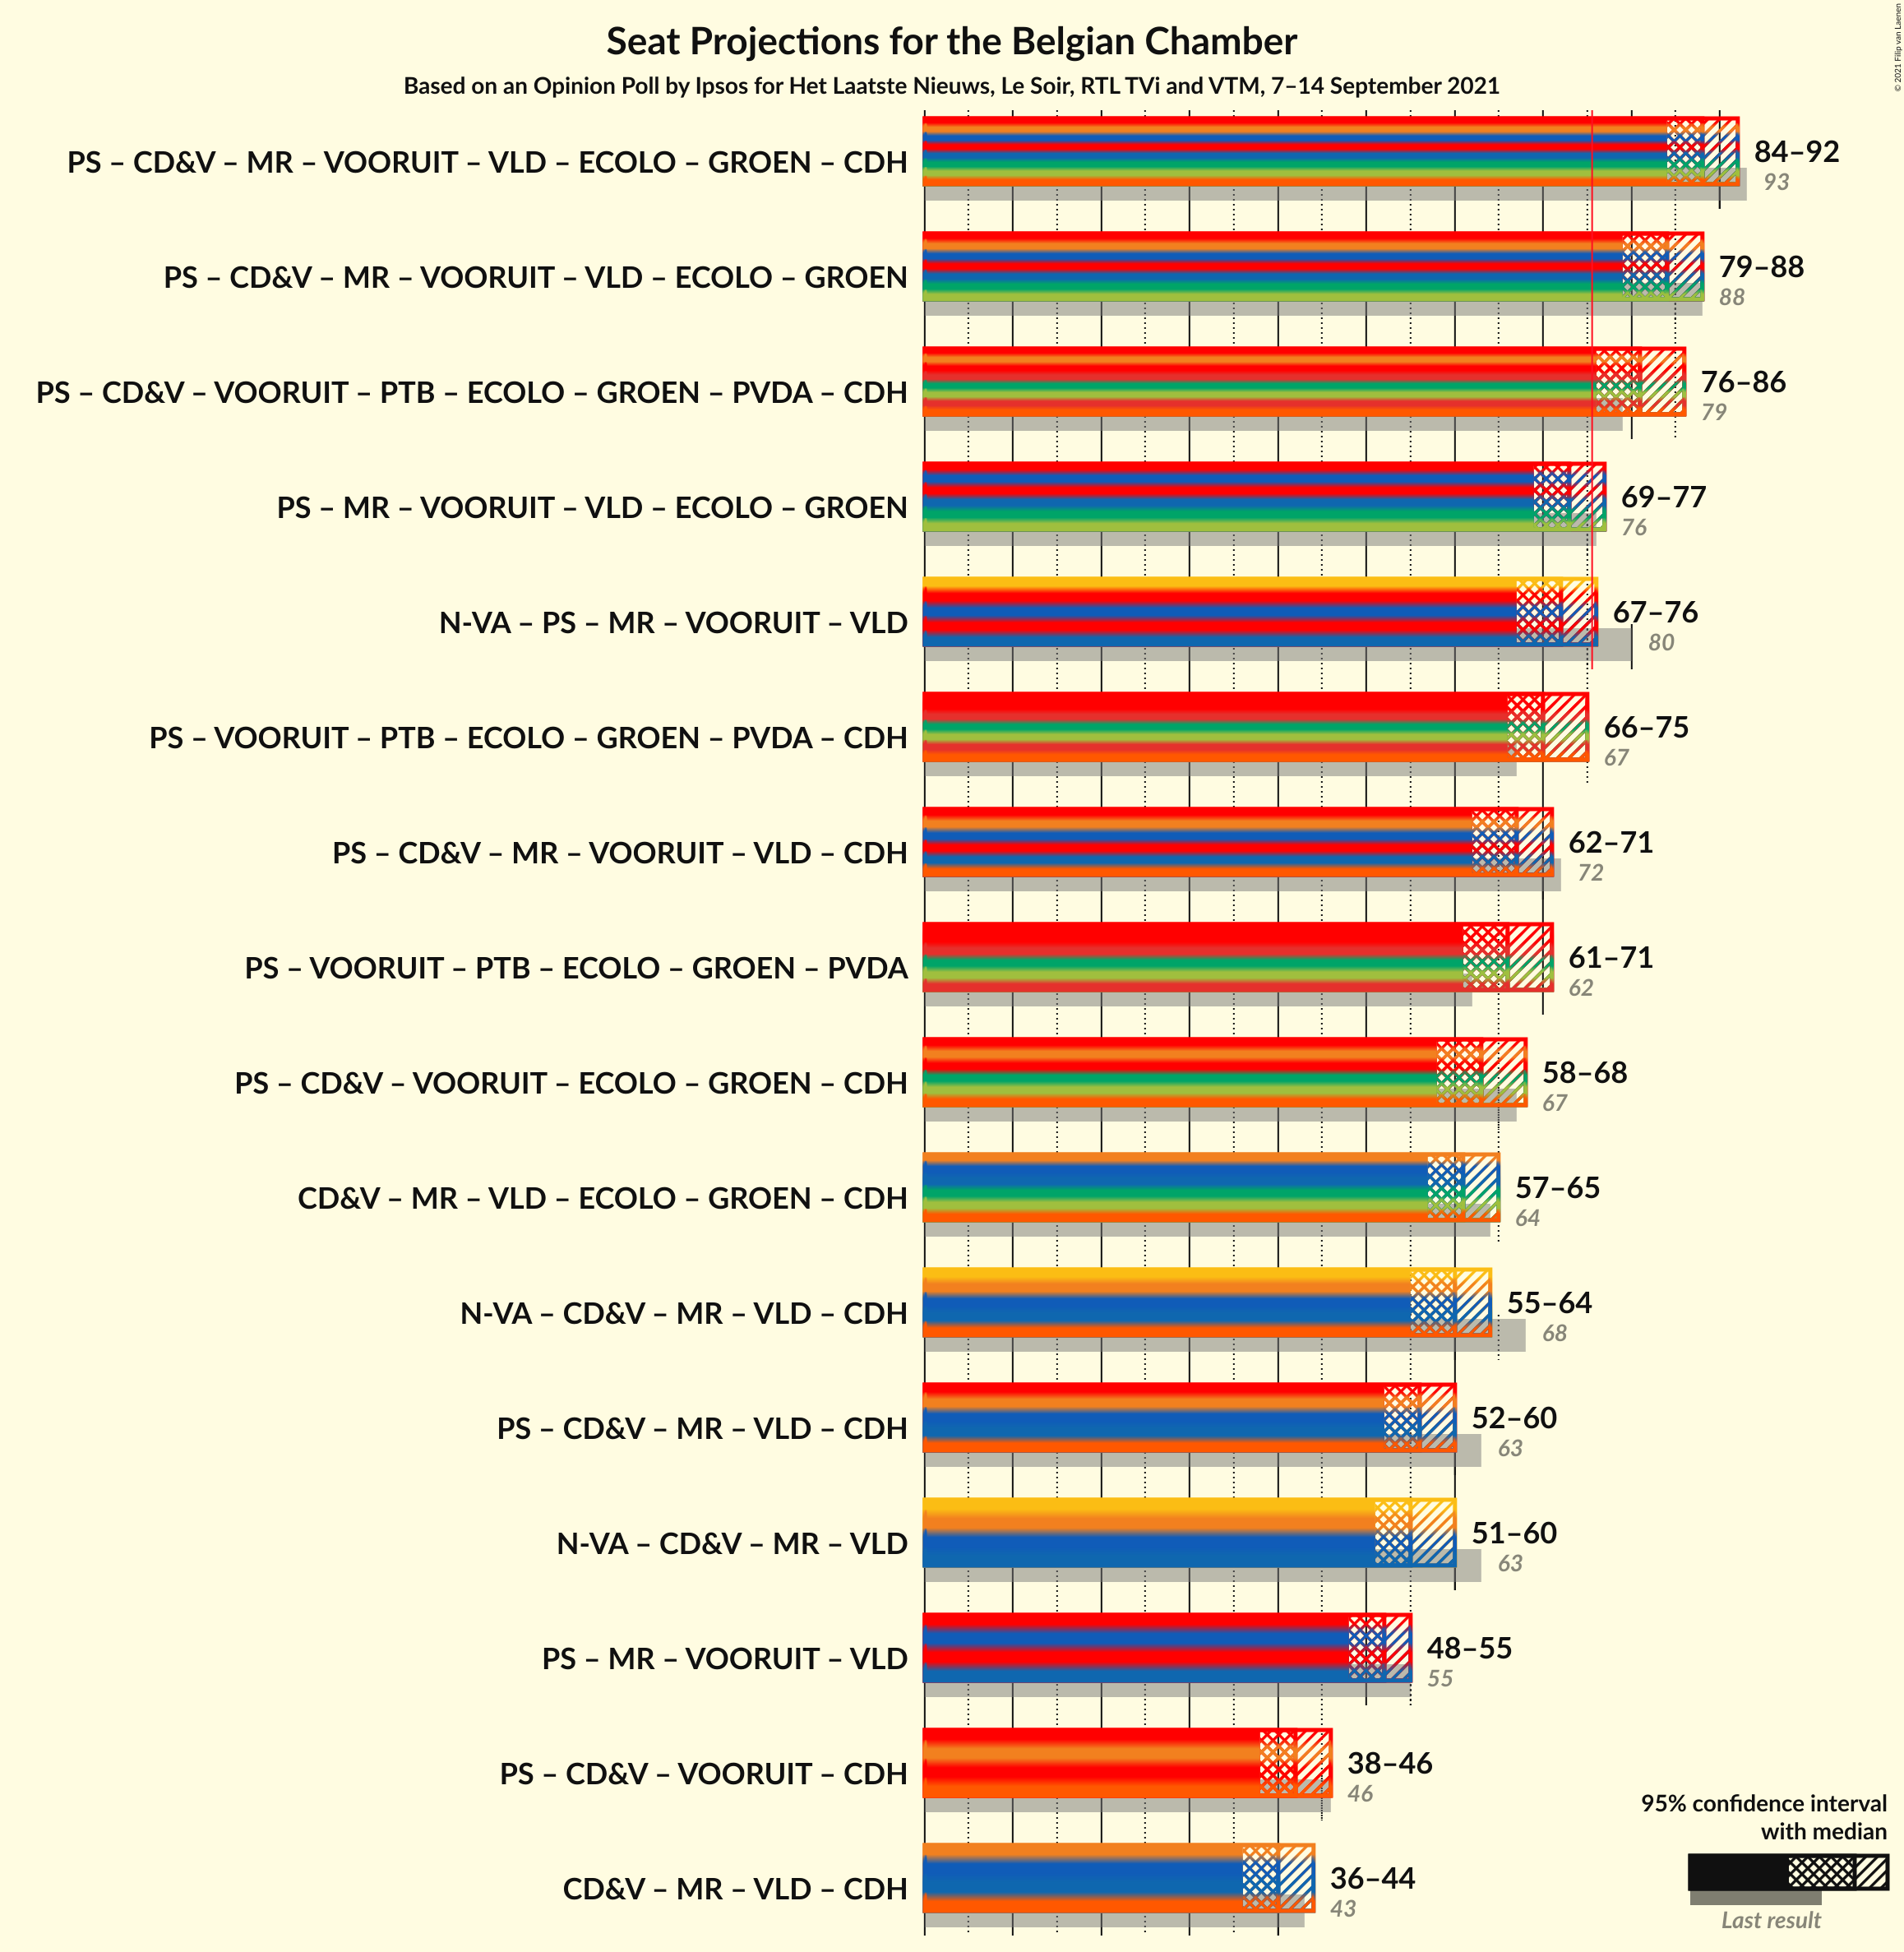 Seat Projections for the Belgian Chamber
Based on an Opinion Poll by Ipsos for Het Laatste Nieuws, Le Soir, RTL TVi and VTM, 7–14 September 2021
© 2021 Filip van Laenen
PS – CD&V – MR – VOORUIT – VLD – ECOLO – GROEN – CDH
84–92
93
PS – CD&V – MR – VOORUIT – VLD – ECOLO – GROEN
79–88
88
PS – CD&V – VOORUIT – PTB – ECOLO – GROEN – PVDA – CDH
76–86
79
PS – MR – VOORUIT – VLD – ECOLO – GROEN
69–77
76
N-VA – PS – MR – VOORUIT – VLD
67–76
80
PS – VOORUIT – PTB – ECOLO – GROEN – PVDA – CDH
66–75
67
PS – CD&V – MR – VOORUIT – VLD – CDH
62–71
72
PS – VOORUIT – PTB – ECOLO – GROEN – PVDA
61–71
62
PS – CD&V – VOORUIT – ECOLO – GROEN – CDH
58–68
67
CD&V – MR – VLD – ECOLO – GROEN – CDH
57–65
64
N-VA – CD&V – MR – VLD – CDH
55–64
68
PS – CD&V – MR – VLD – CDH
52–60
63
N-VA – CD&V – MR – VLD
51–60
63
PS – MR – VOORUIT – VLD
48–55
55
PS – CD&V – VOORUIT – CDH
38–46
46
CD&V – MR – VLD – CDH
36–44
43
95% confidence interval
with median
Last result